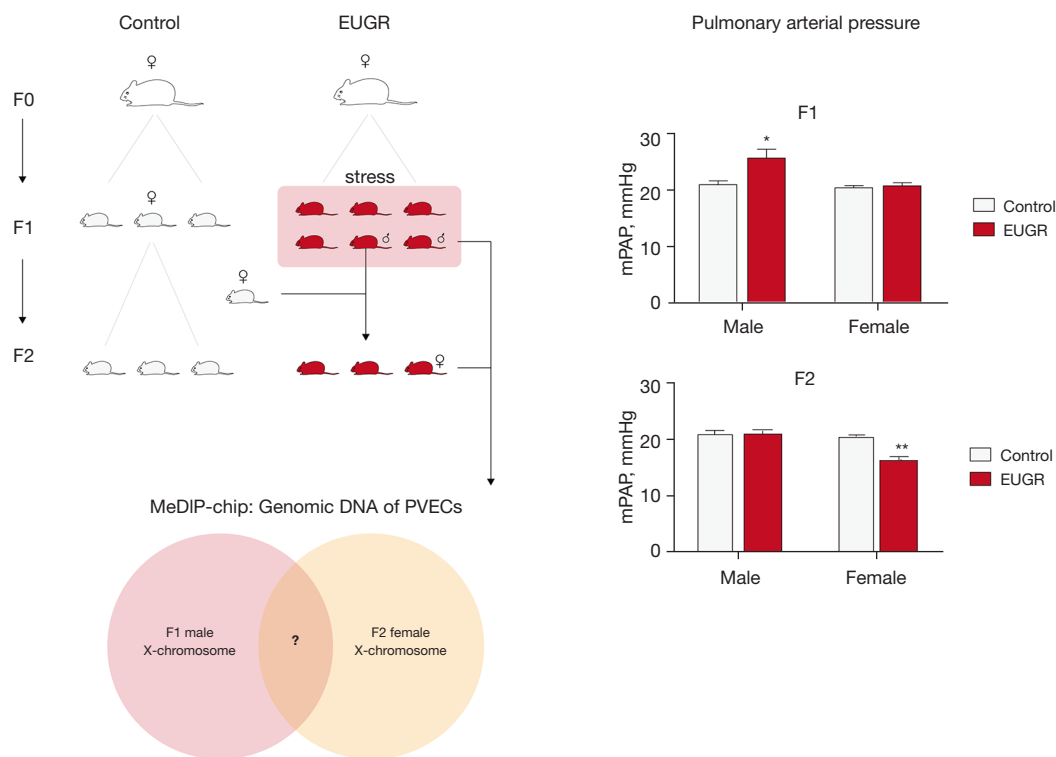 Control
EUGR
♀
♀
F0
stress
♀
F1
♂
♂
♀
F2
♀
MeDIP-chip: Genomic DNA of PVECs
F1 male
X-chromosome
?
F2 female
X-chromosome
Pulmonary arterial pressure
F1
mPAP, mmHg
30
20
10
0
*
Male
Female
Control
EUGR
F2
mPAP, mmHg
30
20
10
0
**
Male
Female
Control
EUGR